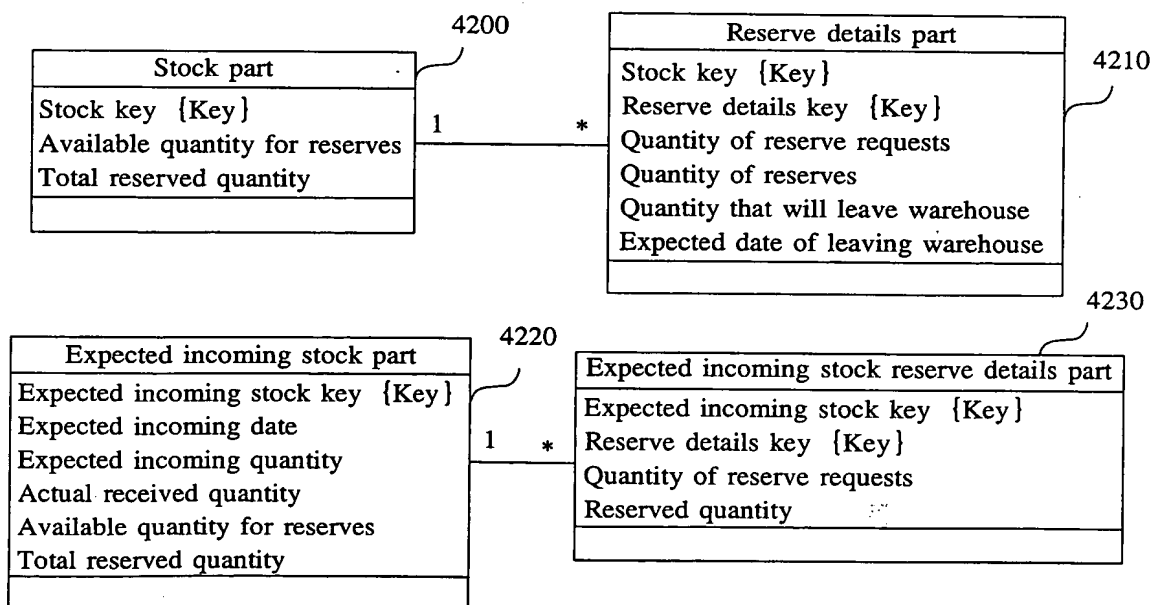 4200
Stock part
Stock key {Key}
Available quantity for reserves
Total reserved quantity
1 *
Reserve details part
4210
Stock key {Key}
Reserve details key {Key}
Quantity of reserve requests
Quantity of reserves
Quantity that will leave warehouse
Expected date of leaving warehouse
4220
Expected incoming stock part
Expected incoming stock key {Key}
Expected incoming date
Expected incoming quantity
Actual received quantity
Available quantity for reserves
Total reserved quantity
1 *
4230
Expected incoming stock reserve details part
Expected incoming stock key {Key}
Reserve details key {Key}
Quantity of reserve requests
Reserved quantity